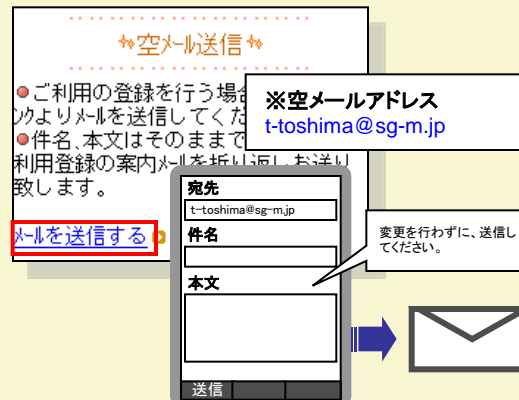 空メール送信
●ご利用の登録を行う場合
ンクよりメールを送信してくだ
●件名、本文はそのままで
利用登録の案内メールを折り返しお送り
致します。
メールを送信する
※空メールアドレス
t-toshima@sg-m.jp
宛先
t-toshima@sg-m.jp
件名
本文
送信
変更を行わずに、送信し
てください。